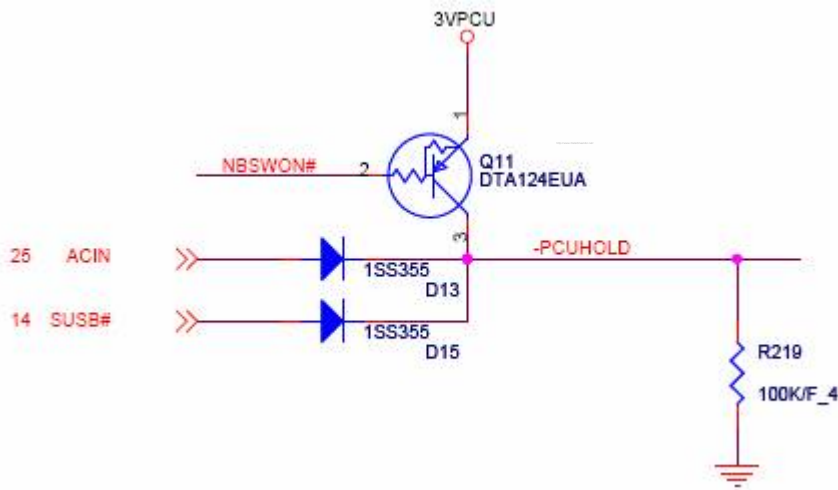 3VPCU
1
NBSWON#
2
Q11
DTA124EUA
3
25 ACIN
1SS355
D13
-PCUHOLD
14 SUSB#
1SS355
D15
R219
100K/F_4